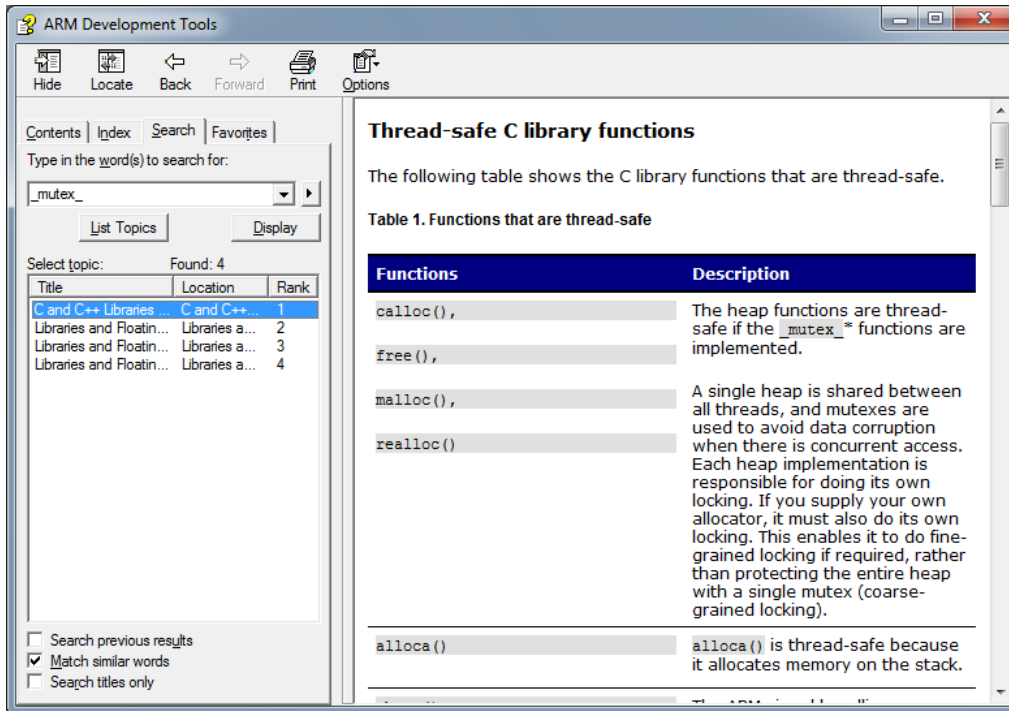 ARM Development Tools
Hide Locate Back Forward Print Options
Contents Index Search Favorites
Type in the word(s) to search for:
_mutex_
List Topics Display
Select topic: Found: 4
Title Location Rank
C and C++ Libraries ... C and C++... 1
Libraries and Floatin... Libraries a... 2
Libraries and Floatin... Libraries a... 3
Libraries and Floatin... Libraries a... 4
Search previous results
Match similar words
Search titles only
Thread-safe C library functions
The following table shows the C library functions that are thread-safe.
Table 1. Functions that are thread-safe
Functions Description
calloc(),
free(),
malloc(),
realloc()
The heap functions are thread-
safe if the _mutex_* functions are
implemented.
A single heap is shared between
all threads, and mutexes are
used to avoid data corruption
when there is concurrent access.
Each heap implementation is
responsible for doing its own
locking. If you supply your own
allocator, it must also do its own
locking. This enables it to do fine-
grained locking if required, rather
than protecting the entire heap
with a single mutex (coarse-
grained locking).
alloca()
alloca() is thread-safe because
it allocates memory on the stack.